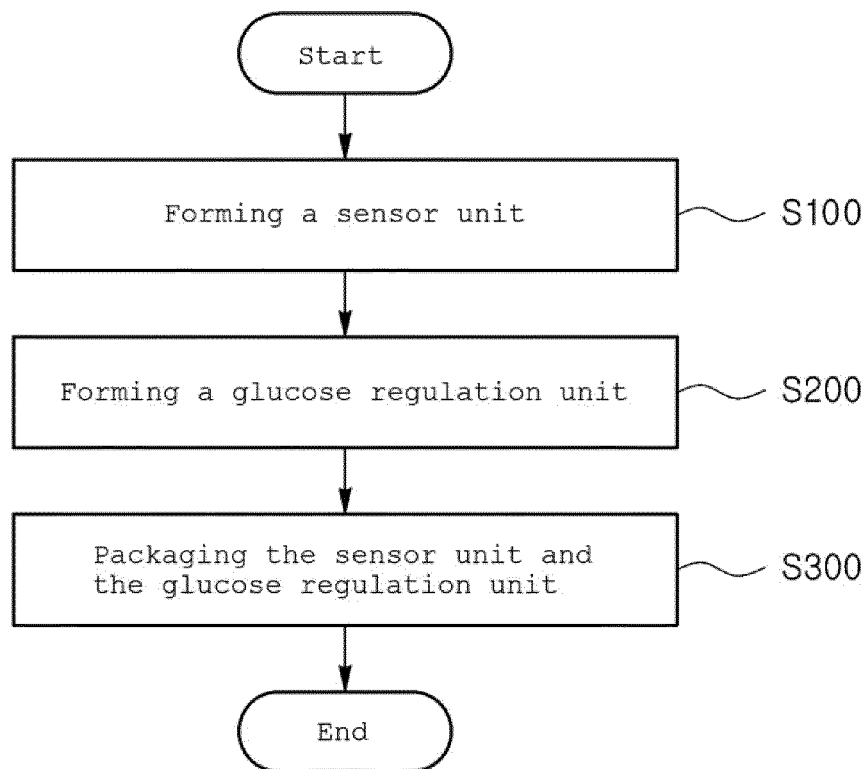 Start
Forming a sensor unit
S100
Forming a glucose regulation unit
S200
Packaging the sensor unit and
the glucose regulation unit
S300
End